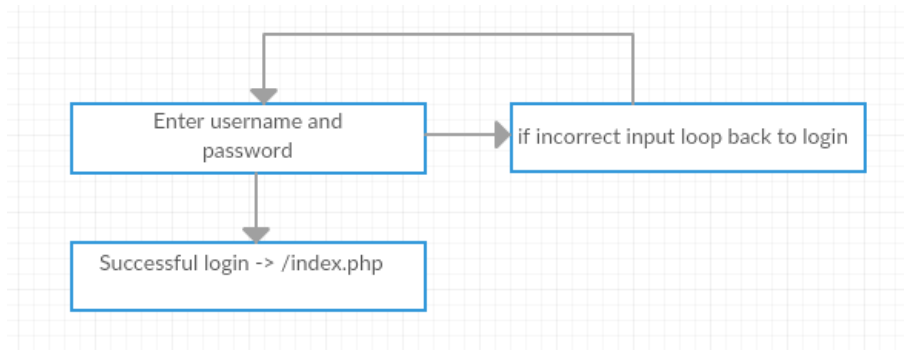 Enter username and
password
if incorrect input loop back to login
Successful login -> /index.php